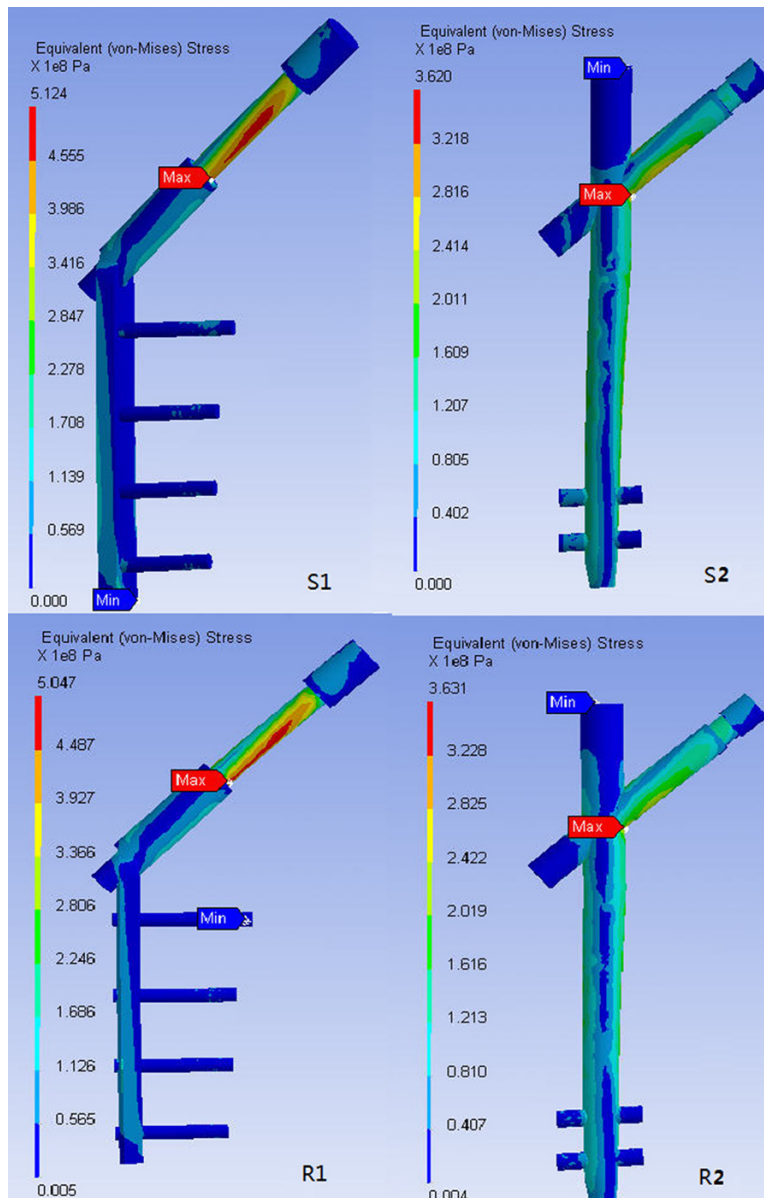 Equivalent (von-Mises) Stress
X 1e8 Pa
5.124
4.555
3.986
3.416
2.847
2.278
1.708
1.139
0.569
0.000
Max
Min
S1
Equivalent (von-Mises) Stress
X 1e8 Pa
3.620
3.218
2.816
2.414
2.011
1.609
1.207
0.805
0.402
0.000
Min
Max
S2
Equivalent (von-Mises) Stress
X 1e8 Pa
5.047
4.487
3.927
3.366
2.806
2.246
1.686
1.126
0.565
0.005
Max
Min
R1
Equivalent (von-Mises) Stress
X 1e8 Pa
3.631
3.228
2.825
2.422
2.019
1.616
1.213
0.810
0.407
0.004
Min
Max
R2